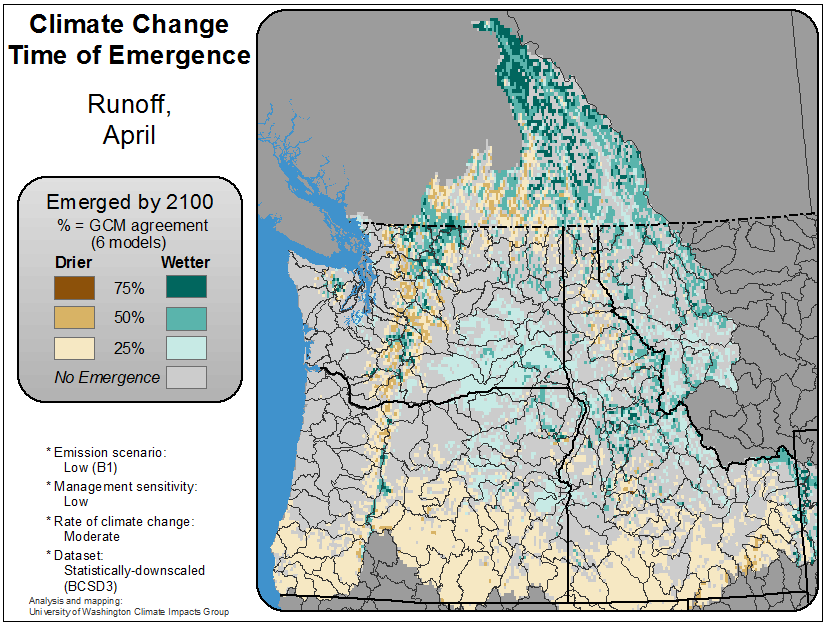 Climate Change
Time of Emergence
Runoff,
April
Emerged by 2100
% = GCM agreement
(6 models)
Drier Wetter
75%
50%
25%
No Emergence
* Emission scenario:
Low (B1)
* Management sensitivity:
Low
* Rate of climate change:
Moderate
* Dataset:
Statistically-downscaled
(BCSD3)
Analysis and mapping:
University of Washington Climate Impacts Group